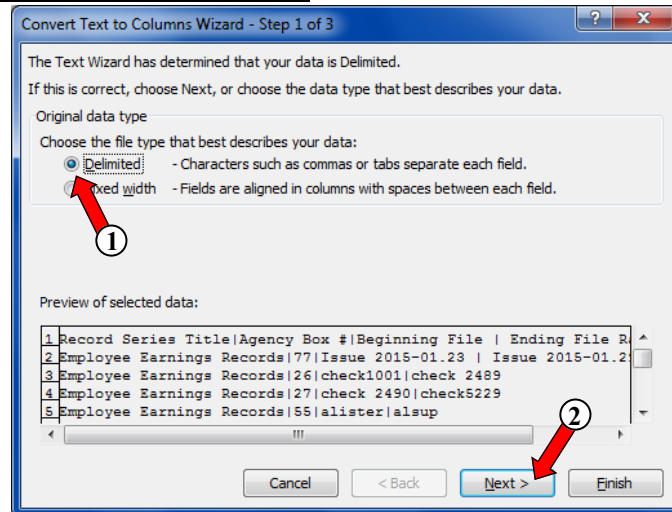 Convert Text to Columns Wizard - Step 1 of 3
?
X
The Text Wizard has determined that your data is Delimited.
If this is correct, choose Next, or choose the data type that best describes your data.
Original data type
Choose the file type that best describes your data:
Delimited - Characters such as commas or tabs separate each field.
width - Fields are aligned in columns with spaces between each field.
1
Preview of selected data:
1 Record Series Title|Agency Box #|Beginning File | Ending File
2 Employee Earnings Records|77|Issue 2015-01.23 | Issue
3 Employee Earnings Records|26|check1001|check 2489
4 Employee Earnings Records|27|check 2490|check5229
5 Employee Earnings Records|55|alister|alsup
2
Cancel
< Back
Next >
Finish